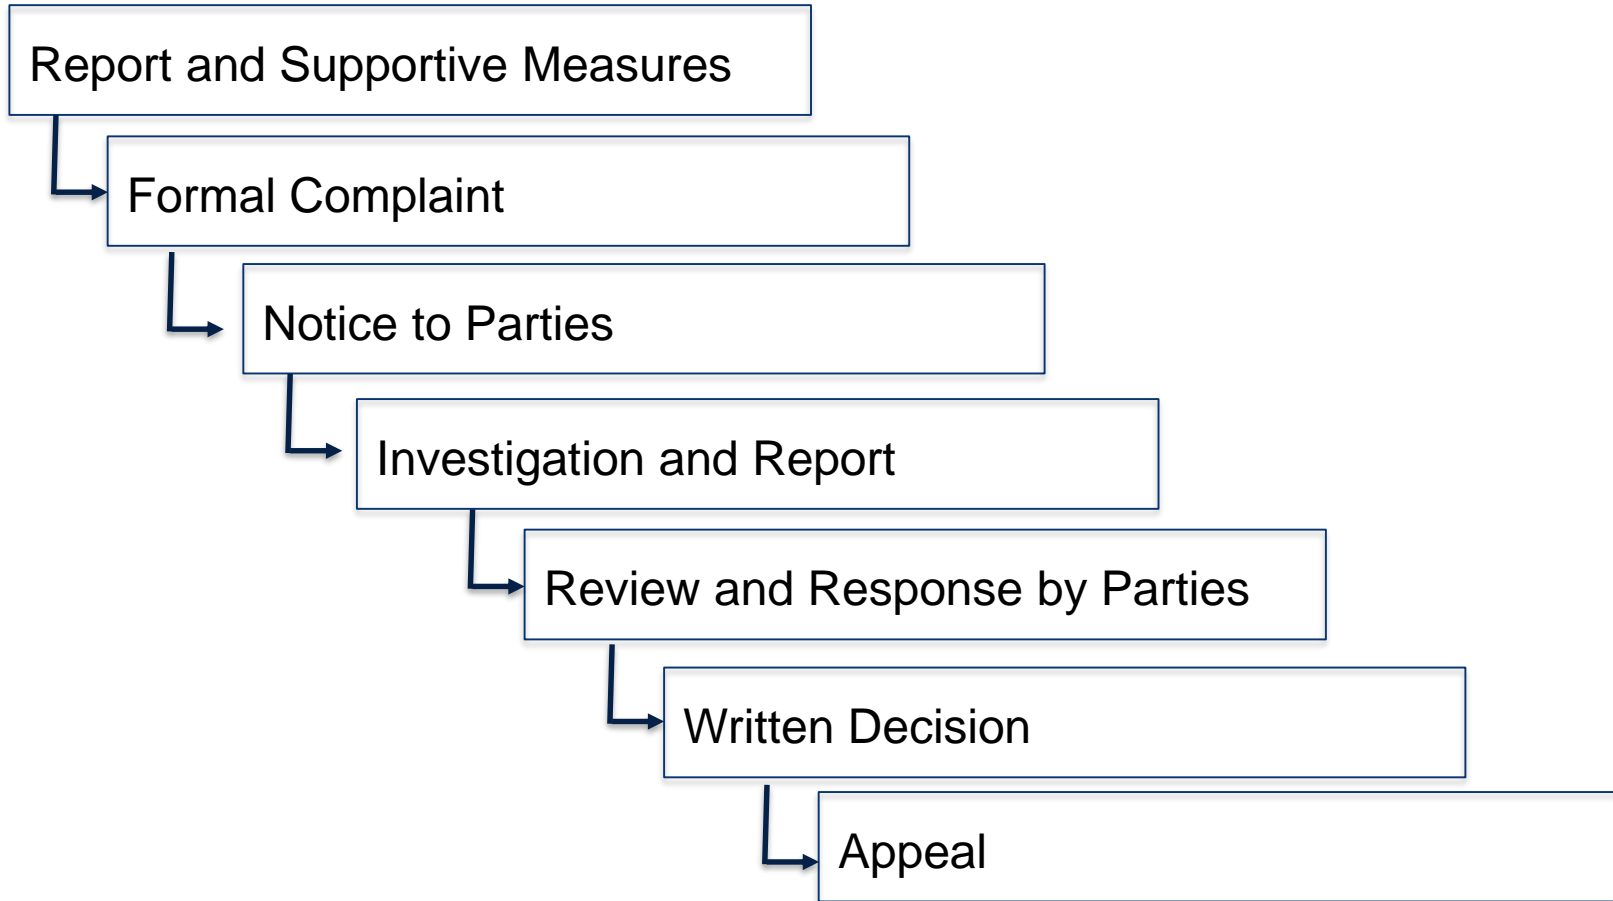 Report and Supportive Measures
Formal Complaint
Notice to Parties
Investigation and Report
Review and Response by Parties
Written Decision
Appeal